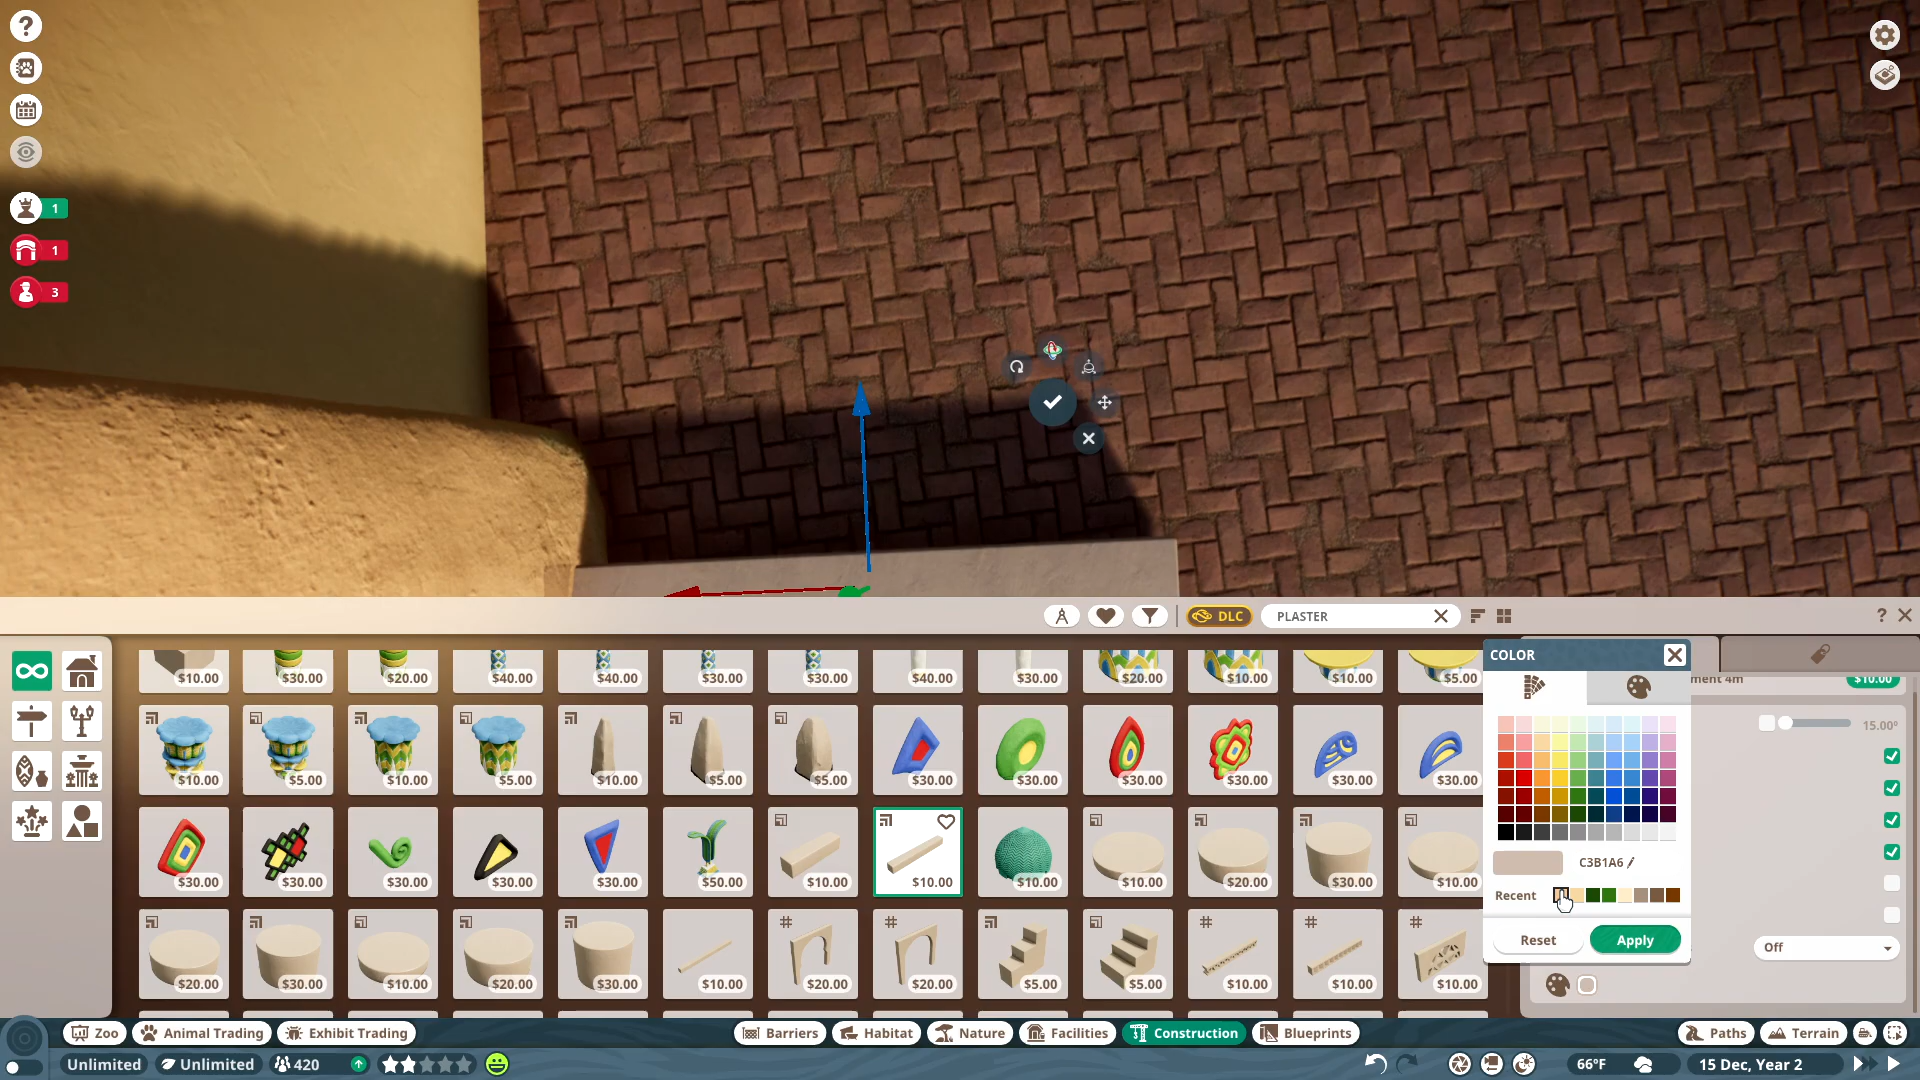 ?
1
1
3
DLC
PLASTER
?
$10.00 $30.00 $20.00 $40.00 $40.00 $30.00 $30.00 $40.00 $30.00 $20.00 $10.00 $10.00 $5.00
COLOR
ment 4m $10.00
15.00°
$10.00 $5.00 $10.00 $5.00 $10.00 $5.00 $5.00 $30.00 $30.00 $30.00 $30.00 $30.00 $30.00
$30.00 $30.00 $30.00 $30.00 $30.00 $50.00 $10.00 $10.00 $10.00 $10.00 $20.00 $30.00 $10.00
C3B1A6
Recent
Reset Apply
Off
$20.00 $30.00 $10.00 $20.00 $30.00 $10.00 $20.00 $20.00 $5.00 $5.00 $10.00 $10.00 $10.00
Zoo Animal Trading Exhibit Trading Barriers Habitat Nature Facilities Construction Blueprints Paths Terrain
Unlimited Unlimited 420 66°F 15 Dec, Year 2